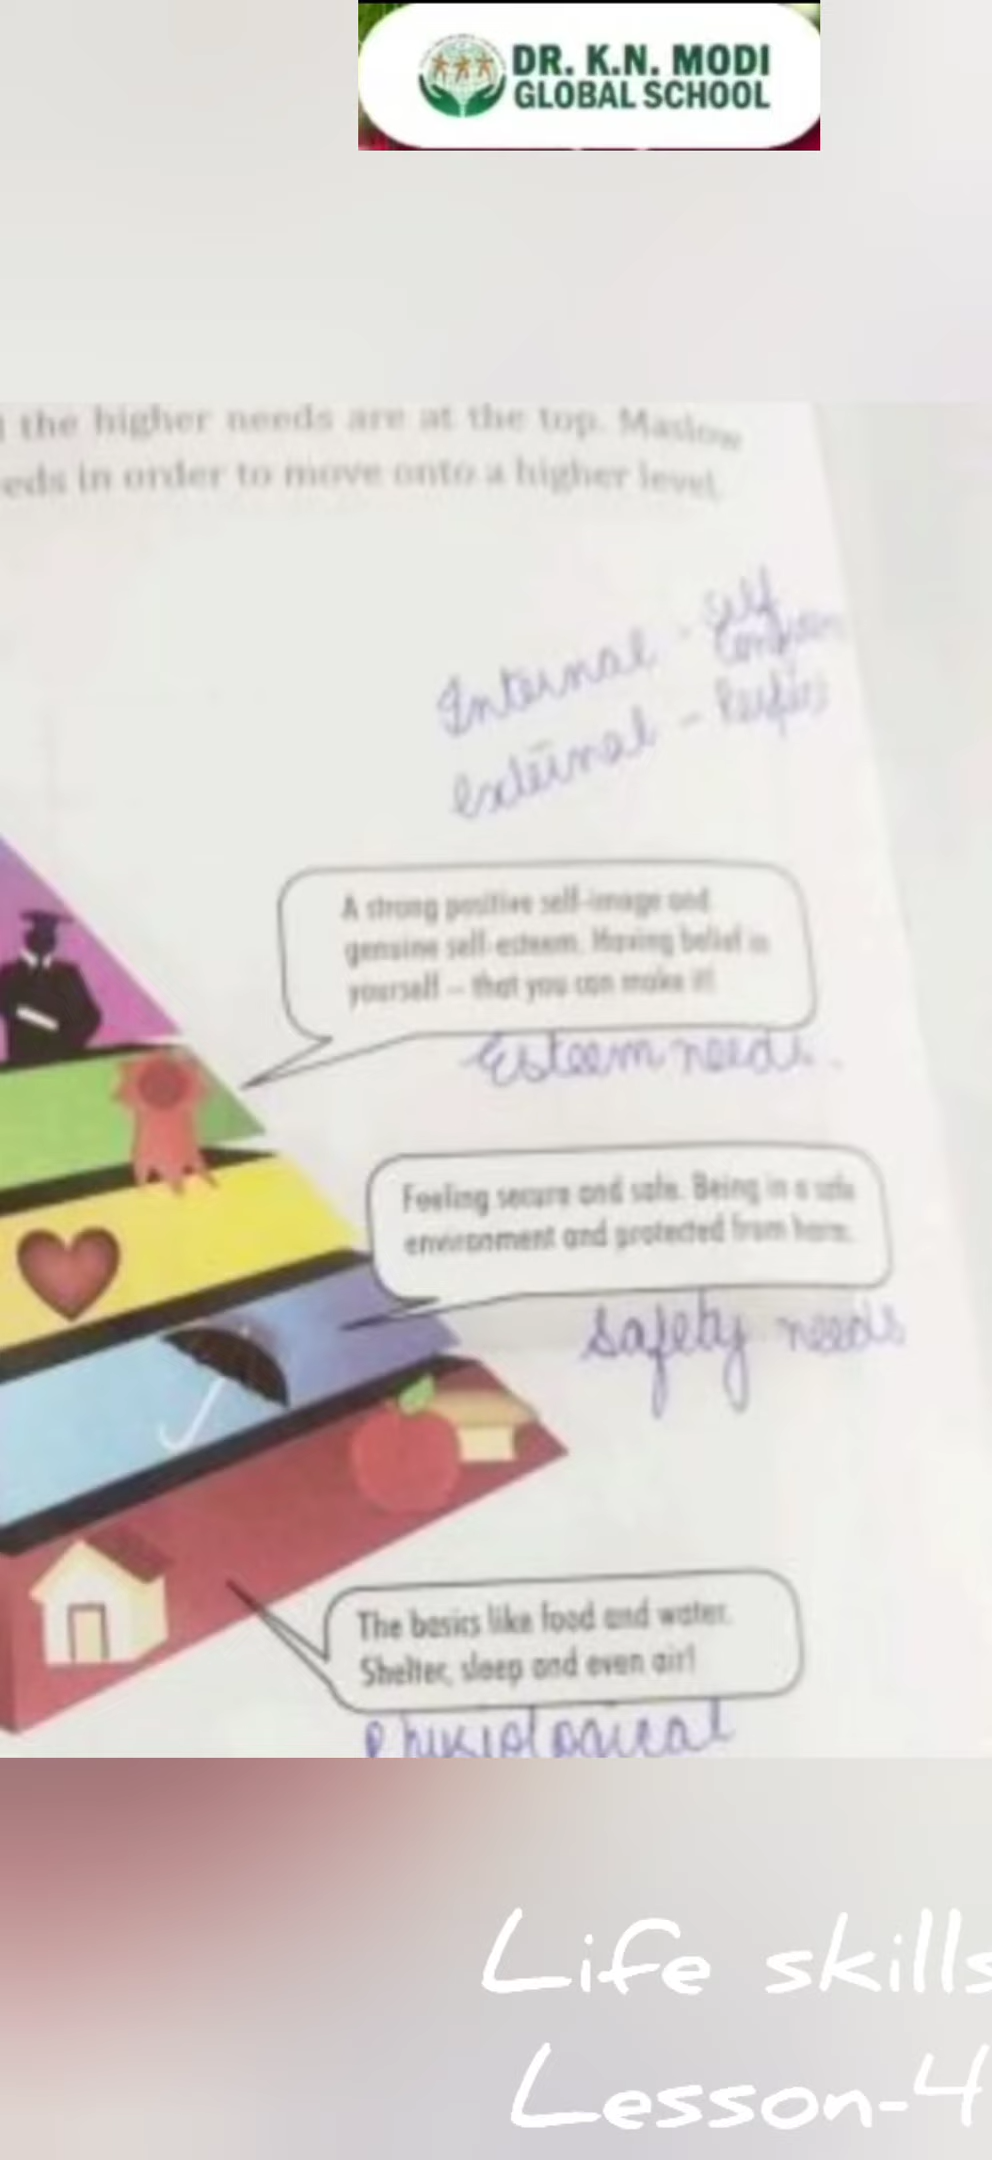 DR. K.N. MODI
GLOBAL SCHOOL
the higher needs are at the top. Maslow
eds in order to move onto a higher level.
Internal - self
External -
A strong positive self-image and
genuine self-esteem. Having belief in
yourself – that you can make it!
Esteem needs.
Feeling secure and safe. Being in a safe
environment and protected from harm.
Safety needs
The basics like food and water.
Shelter, sleep and even air!
Physiological
Life skills
Lesson-4